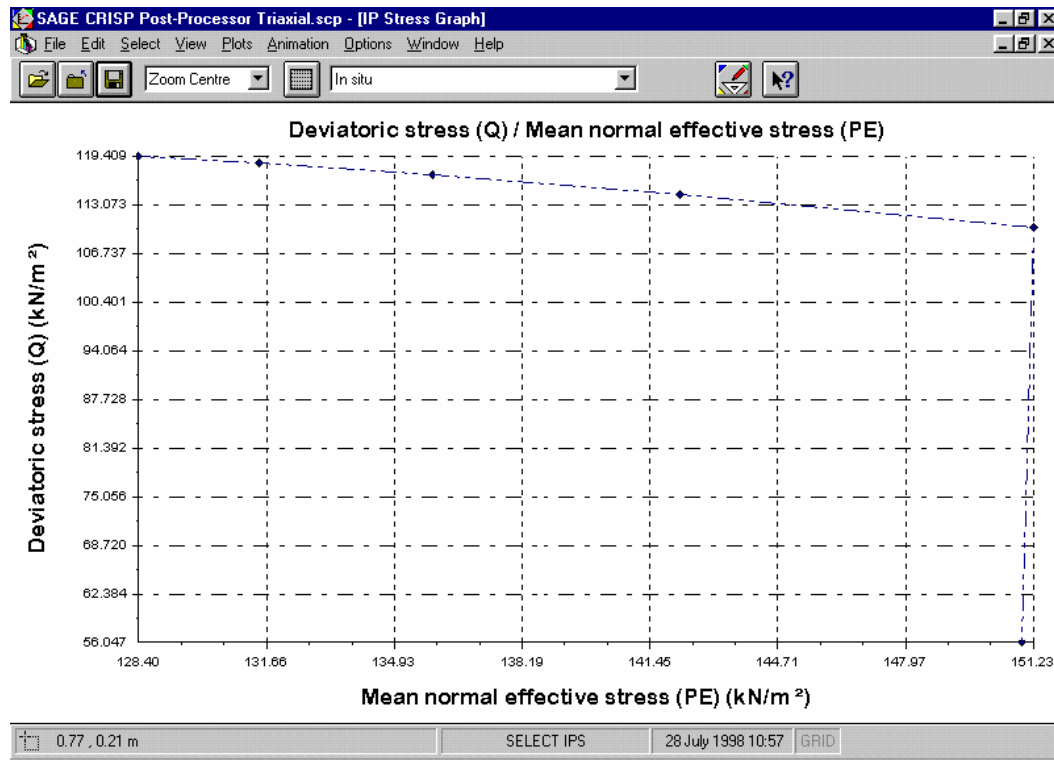 SAGE CRISP Post-Processor Triaxial.scp - [IP Stress Graph]
File Edit Select View Plots Animation Options Window Help
Zoom Centre In situ
Deviatoric stress (Q) / Mean normal effective stress (PE)
Deviatoric stress (Q) (kN/m²)
119.409
113.073
106.737
100.401
94.064
87.728
81.392
75.056
68.720
62.384
56.047
128.40 131.66 134.93 138.19 141.45 144.71 147.97 151.23
Mean normal effective stress (PE) (kN/m²)
0.77 , 0.21 m SELECT IPS 28 July 1998 10:57 GRID